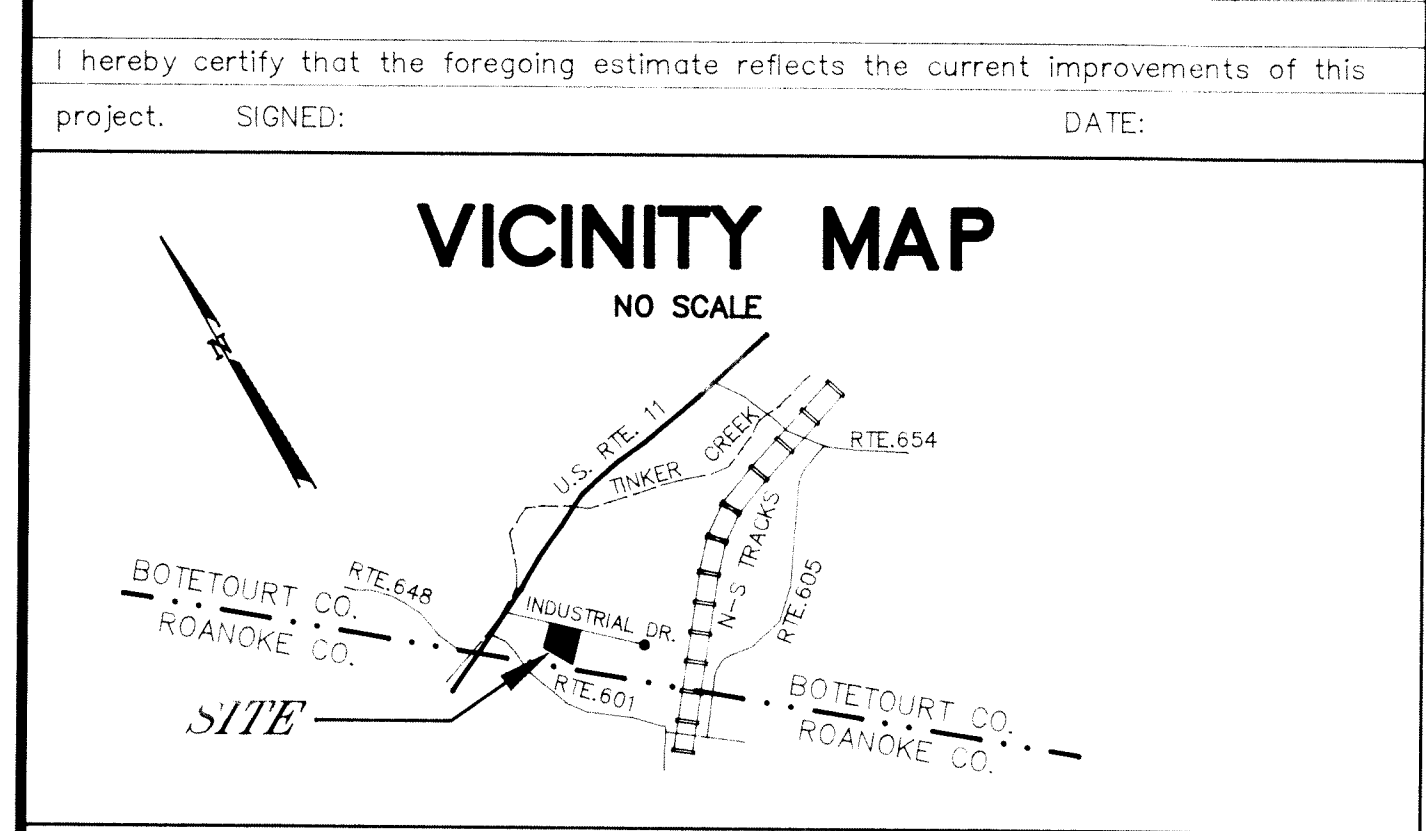 I hereby certify that the foregoing estimate reflects the current improvements of this
project. SIGNED: DATE:
VICINITY MAP
NO SCALE
N
U.S. RTE. 11
TINKER CREEK
RTE.654
N-S TRACKS
RTE.605
BOTETOURT CO.
ROANOKE CO.
RTE.648
INDUSTRIAL DR.
SITE
RTE.601
BOTETOURT CO.
ROANOKE CO.